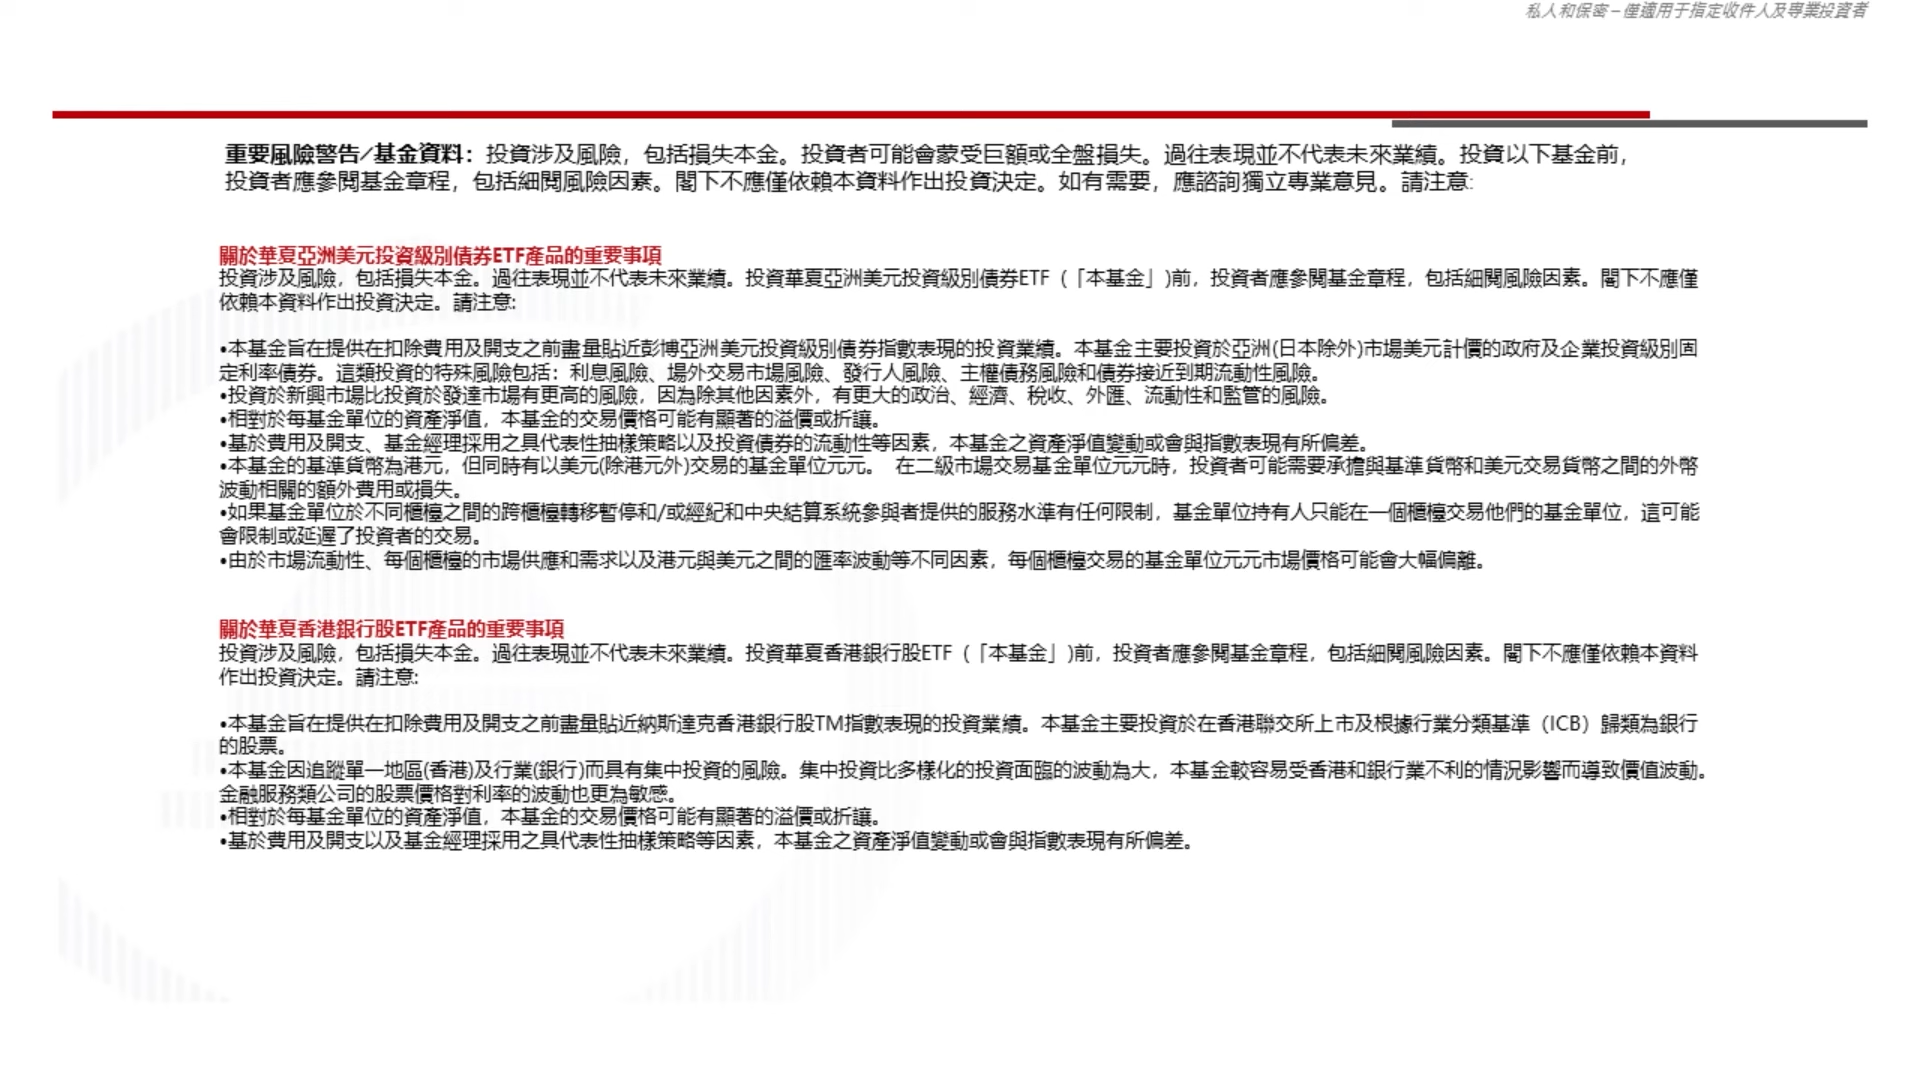 私人和保密 – 僅適用于指定收件人及專業投資者
重要風險警告/基金資料：投資涉及風險，包括損失本金。投資者可能會蒙受巨額或全盤損失。過往表現並不代表未來業績。投資以下基金前，
投資者應參閱基金章程，包括細閱風險因素。閣下不應僅依賴本資料作出投資決定。如有需要，應諮詢獨立專業意見。請注意:
關於華夏亞洲美元投資級別債券ETF產品的重要事項
投資涉及風險，包括損失本金。過往表現並不代表未來業績。投資華夏亞洲美元投資級別債券ETF（「本基金」)前，投資者應參閱基金章程，包括細閱風險因素。閣下不應僅
依賴本資料作出投資決定。請注意:
•本基金旨在提供在扣除費用及開支之前盡量貼近彭博亞洲美元投資級別債券指數表現的投資業績。本基金主要投資於亞洲(日本除外)市場美元計價的政府及企業投資級別固
定利率債券。這類投資的特殊風險包括：利息風險、場外交易市場風險、發行人風險、主權債務風險和債券接近到期流動性風險。
•投資於新興市場比投資於發達市場有更高的風險，因為除其他因素外，有更大的政治、經濟、稅收、外匯、流動性和監管的風險。
•相對於每基金單位的資產淨值，本基金的交易價格可能有顯著的溢價或折讓。
•基於費用及開支、基金經理採用之具代表性抽樣策略以及投資債券的流動性等因素，本基金之資產淨值變動或會與指數表現有所偏差。
•本基金的基準貨幣為港元，但同時有以美元(除港元外)交易的基金單位元元。 在二級市場交易基金單位元元時，投資者可能需要承擔與基準貨幣和美元交易貨幣之間的外幣
波動相關的額外費用或損失。
•如果基金單位於不同櫃檯之間的跨櫃檯轉移暫停和/或經紀和中央結算系統參與者提供的服務水準有任何限制，基金單位持有人只能在一個櫃檯交易他們的基金單位，這可能
會限制或延遲了投資者的交易。
•由於市場流動性、每個櫃檯的市場供應和需求以及港元與美元之間的匯率波動等不同因素，每個櫃檯交易的基金單位元元市場價格可能會大幅偏離。
關於華夏香港銀行股ETF產品的重要事項
投資涉及風險，包括損失本金。過往表現並不代表未來業績。投資華夏香港銀行股ETF（「本基金」)前，投資者應參閱基金章程，包括細閱風險因素。閣下不應僅依賴本資料
作出投資決定。請注意:
•本基金旨在提供在扣除費用及開支之前盡量貼近納斯達克香港銀行股TM指數表現的投資業績。本基金主要投資於在香港聯交所上市及根據行業分類基準（ICB）歸類為銀行
的股票。
•本基金因追蹤單一地區(香港)及行業(銀行)而具有集中投資的風險。集中投資比多樣化的投資面臨的波動為大，本基金較容易受香港和銀行業不利的情況影響而導致價值波動。
金融服務類公司的股票價格對利率的波動也更為敏感。
•相對於每基金單位的資產淨值，本基金的交易價格可能有顯著的溢價或折讓。
•基於費用及開支以及基金經理採用之具代表性抽樣策略等因素，本基金之資產淨值變動或會與指數表現有所偏差。